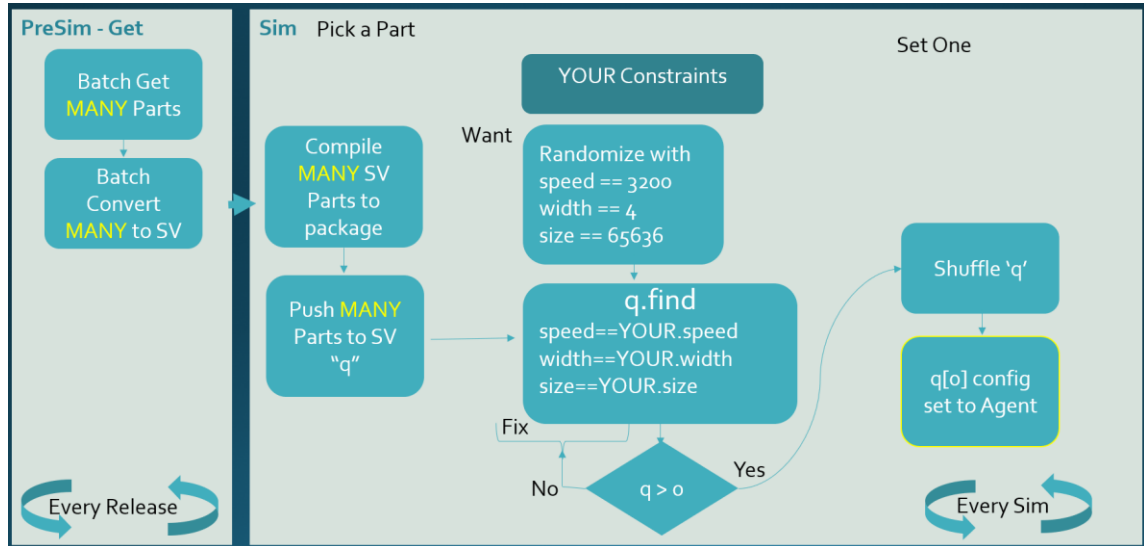 PreSim - Get
Batch Get
MANY Parts
Batch
Convert
MANY to SV
Every Release
Sim
Pick a Part
Set One
Compile
MANY SV
Parts to
package
Push MANY
Parts to SV
"q"
YOUR Constraints
Want
Randomize with
speed == 3200
width == 4
size == 65636
q.find
speed==YOUR.speed
width==YOUR.width
size==YOUR.size
Fix
No
q > 0
Yes
Shuffle ‘q’
q[0] config
set to Agent
Every Sim